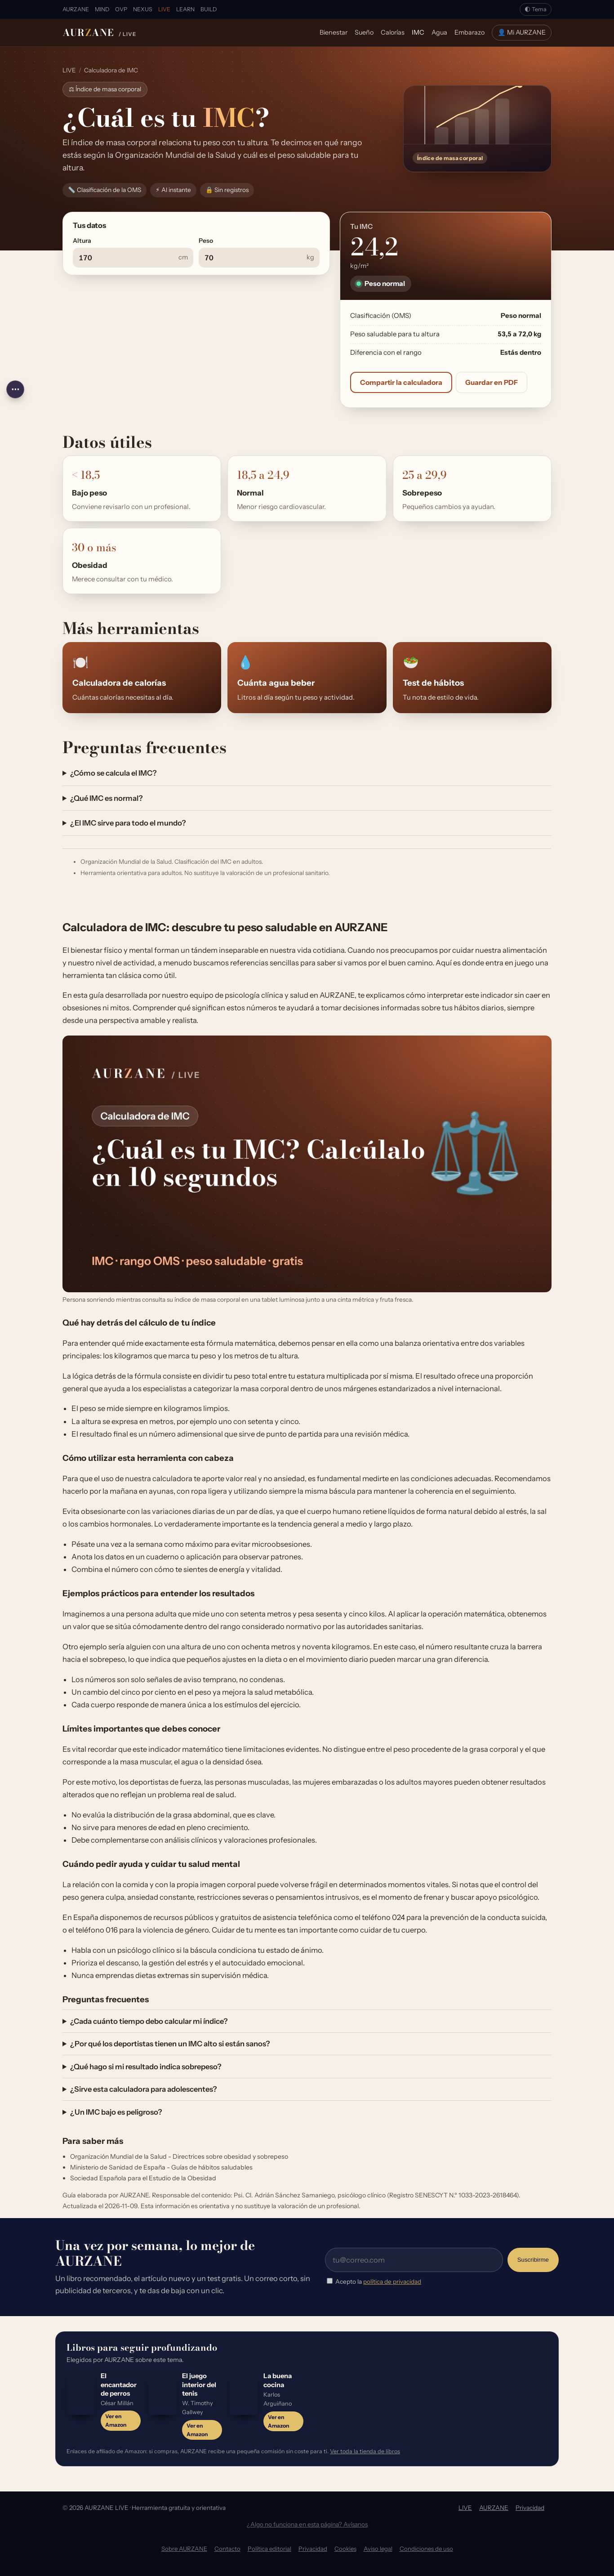 AURZANE MIND OVP NEXUS LIVE LEARN BUILD
Tema
AURZANE / LIVE
Bienestar Sueño Calorías IMC Agua Embarazo Mi AURZANE
LIVE / Calculadora de IMC
Índice de masa corporal
¿Cuál es tu IMC?
El índice de masa corporal relaciona tu peso con tu altura. Te decimos en qué rango
estás según la Organización Mundial de la Salud y cuál es el peso saludable para tu
altura.
Clasificación de la OMS Al instante Sin registros
Índice de masa corporal
Tus datos
Altura Peso
170 cm 70 kg
Tu IMC
24,2
kg/m²
Peso normal
Clasificación (OMS) Peso normal
Peso saludable para tu altura 53,5 a 72,0 kg
Diferencia con el rango Estás dentro
Compartir la calculadora Guardar en PDF
Datos útiles
< 18,5
Bajo peso
Conviene revisarlo con un profesional.
18,5 a 24,9
Normal
Menor riesgo cardiovascular.
25 a 29,9
Sobrepeso
Pequeños cambios ya ayudan.
30 o más
Obesidad
Merece consultar con tu médico.
Más herramientas
Calculadora de calorías
Cuántas calorías necesitas al día.
Cuánta agua beber
Litros al día según tu peso y actividad.
Test de hábitos
Tu nota de estilo de vida.
Preguntas frecuentes
¿Cómo se calcula el IMC?
¿Qué IMC es normal?
¿El IMC sirve para todo el mundo?
Organización Mundial de la Salud. Clasificación del IMC en adultos.
Herramienta orientativa para adultos. No sustituye la valoración de un profesional sanitario.
Calculadora de IMC: descubre tu peso saludable en AURZANE
El bienestar físico y mental forman un tándem inseparable en nuestra vida cotidiana. Cuando nos preocupamos por cuidar nuestra alimentación
y nuestro nivel de actividad, a menudo buscamos referencias sencillas para saber si vamos por el buen camino. Aquí es donde entra en juego una
herramienta tan clásica como útil.
En esta guía desarrollada por nuestro equipo de psicología clínica y salud en AURZANE, te explicamos cómo interpretar este indicador sin caer en
obsesiones ni mitos. Comprender qué significan estos números te ayudará a tomar decisiones informadas sobre tus hábitos diarios, siempre
desde una perspectiva amable y realista.
AURZANE / LIVE
Calculadora de IMC
¿Cuál es tu IMC? Calcúlalo
en 10 segundos
IMC · rango OMS · peso saludable · gratis
Persona sonriendo mientras consulta su índice de masa corporal en una tablet luminosa junto a una cinta métrica y fruta fresca.
Qué hay detrás del cálculo de tu índice
Para entender qué mide exactamente esta fórmula matemática, debemos pensar en ella como una balanza orientativa entre dos variables
principales: los kilogramos que marca tu peso y los metros de tu altura.
La lógica detrás de la fórmula consiste en dividir tu peso total entre tu estatura multiplicada por sí misma. El resultado ofrece una proporción
general que ayuda a los especialistas a categorizar la masa corporal dentro de unos márgenes estandarizados a nivel internacional.
El peso se mide siempre en kilogramos limpios.
La altura se expresa en metros, por ejemplo uno con setenta y cinco.
El resultado final es un número adimensional que sirve de punto de partida para una revisión médica.
Cómo utilizar esta herramienta con cabeza
Para que el uso de nuestra calculadora te aporte valor real y no ansiedad, es fundamental medirte en las condiciones adecuadas. Recomendamos
hacerlo por la mañana en ayunas, con ropa ligera y utilizando siempre la misma báscula para mantener la coherencia en el seguimiento.
Evita obsesionarte con las variaciones diarias de un par de días, ya que el cuerpo humano retiene líquidos de forma natural debido al estrés, la sal
o los cambios hormonales. Lo verdaderamente importante es la tendencia general a medio y largo plazo.
Pésate una vez a la semana como máximo para evitar microobsesiones.
Anota los datos en un cuaderno o aplicación para observar patrones.
Combina el número con cómo te sientes de energía y vitalidad.
Ejemplos prácticos para entender los resultados
Imaginemos a una persona adulta que mide uno con setenta metros y pesa sesenta y cinco kilos. Al aplicar la operación matemática, obtenemos
un valor que se sitúa cómodamente dentro del rango considerado normativo por las autoridades sanitarias.
Otro ejemplo sería alguien con una altura de uno con ochenta metros y noventa kilogramos. En este caso, el número resultante cruza la barrera
hacia el sobrepeso, lo que indica que pequeños ajustes en la dieta o en el movimiento diario pueden marcar una gran diferencia.
Los números son solo señales de aviso temprano, no condenas.
Un cambio del cinco por ciento en el peso ya mejora la salud metabólica.
Cada cuerpo responde de manera única a los estímulos del ejercicio.
Límites importantes que debes conocer
Es vital recordar que este indicador matemático tiene limitaciones evidentes. No distingue entre el peso procedente de la grasa corporal y el que
corresponde a la masa muscular, el agua o la densidad ósea.
Por este motivo, los deportistas de fuerza, las personas musculadas, las mujeres embarazadas o los adultos mayores pueden obtener resultados
alterados que no reflejan un problema real de salud.
No evalúa la distribución de la grasa abdominal, que es clave.
No sirve para menores de edad en pleno crecimiento.
Debe complementarse con análisis clínicos y valoraciones profesionales.
Cuándo pedir ayuda y cuidar tu salud mental
La relación con la comida y con la propia imagen corporal puede volverse frágil en determinados momentos vitales. Si notas que el control del
peso genera culpa, ansiedad constante, restricciones severas o pensamientos intrusivos, es el momento de frenar y buscar apoyo psicológico.
En España disponemos de recursos públicos y gratuitos de asistencia telefónica como el teléfono 024 para la prevención de la conducta suicida,
o el teléfono 016 para la violencia de género. Cuidar de tu mente es tan importante como cuidar de tu cuerpo.
Habla con un psicólogo clínico si la báscula condiciona tu estado de ánimo.
Prioriza el descanso, la gestión del estrés y el autocuidado emocional.
Nunca emprendas dietas extremas sin supervisión médica.
Preguntas frecuentes
¿Cada cuánto tiempo debo calcular mi índice?
¿Por qué los deportistas tienen un IMC alto si están sanos?
¿Qué hago si mi resultado indica sobrepeso?
¿Sirve esta calculadora para adolescentes?
¿Un IMC bajo es peligroso?
Para saber más
Organización Mundial de la Salud - Directrices sobre obesidad y sobrepeso
Ministerio de Sanidad de España - Guías de hábitos saludables
Sociedad Española para el Estudio de la Obesidad
Guía elaborada por AURZANE. Responsable del contenido: Psi. Cl. Adrián Sánchez Samaniego, psicólogo clínico (Registro SENESCYT N.º 1033-2023-2618464).
Actualizada el 2026-11-09. Esta información es orientativa y no sustituye la valoración de un profesional.
Una vez por semana, lo mejor de
AURZANE
Un libro recomendado, el artículo nuevo y un test gratis. Un correo corto, sin
publicidad de terceros, y te das de baja con un clic.
tu@correo.com Suscribirme
Acepto la política de privacidad
Libros para seguir profundizando
Elegidos por AURZANE sobre este tema.
El
encantador
de perros
César Millán
Ver en
Amazon
El juego
interior del
tenis
W. Timothy
Gallwey
Ver en
Amazon
La buena
cocina
Karlos
Arguiñano
Ver en
Amazon
Enlaces de afiliado de Amazon: si compras, AURZANE recibe una pequeña comisión sin coste para ti. Ver toda la tienda de libros
© 2026 AURZANE LIVE · Herramienta gratuita y orientativa
LIVE AURZANE Privacidad
¿Algo no funciona en esta página? Avísanos
Sobre AURZANE Contacto Política editorial Privacidad Cookies Aviso legal Condiciones de uso